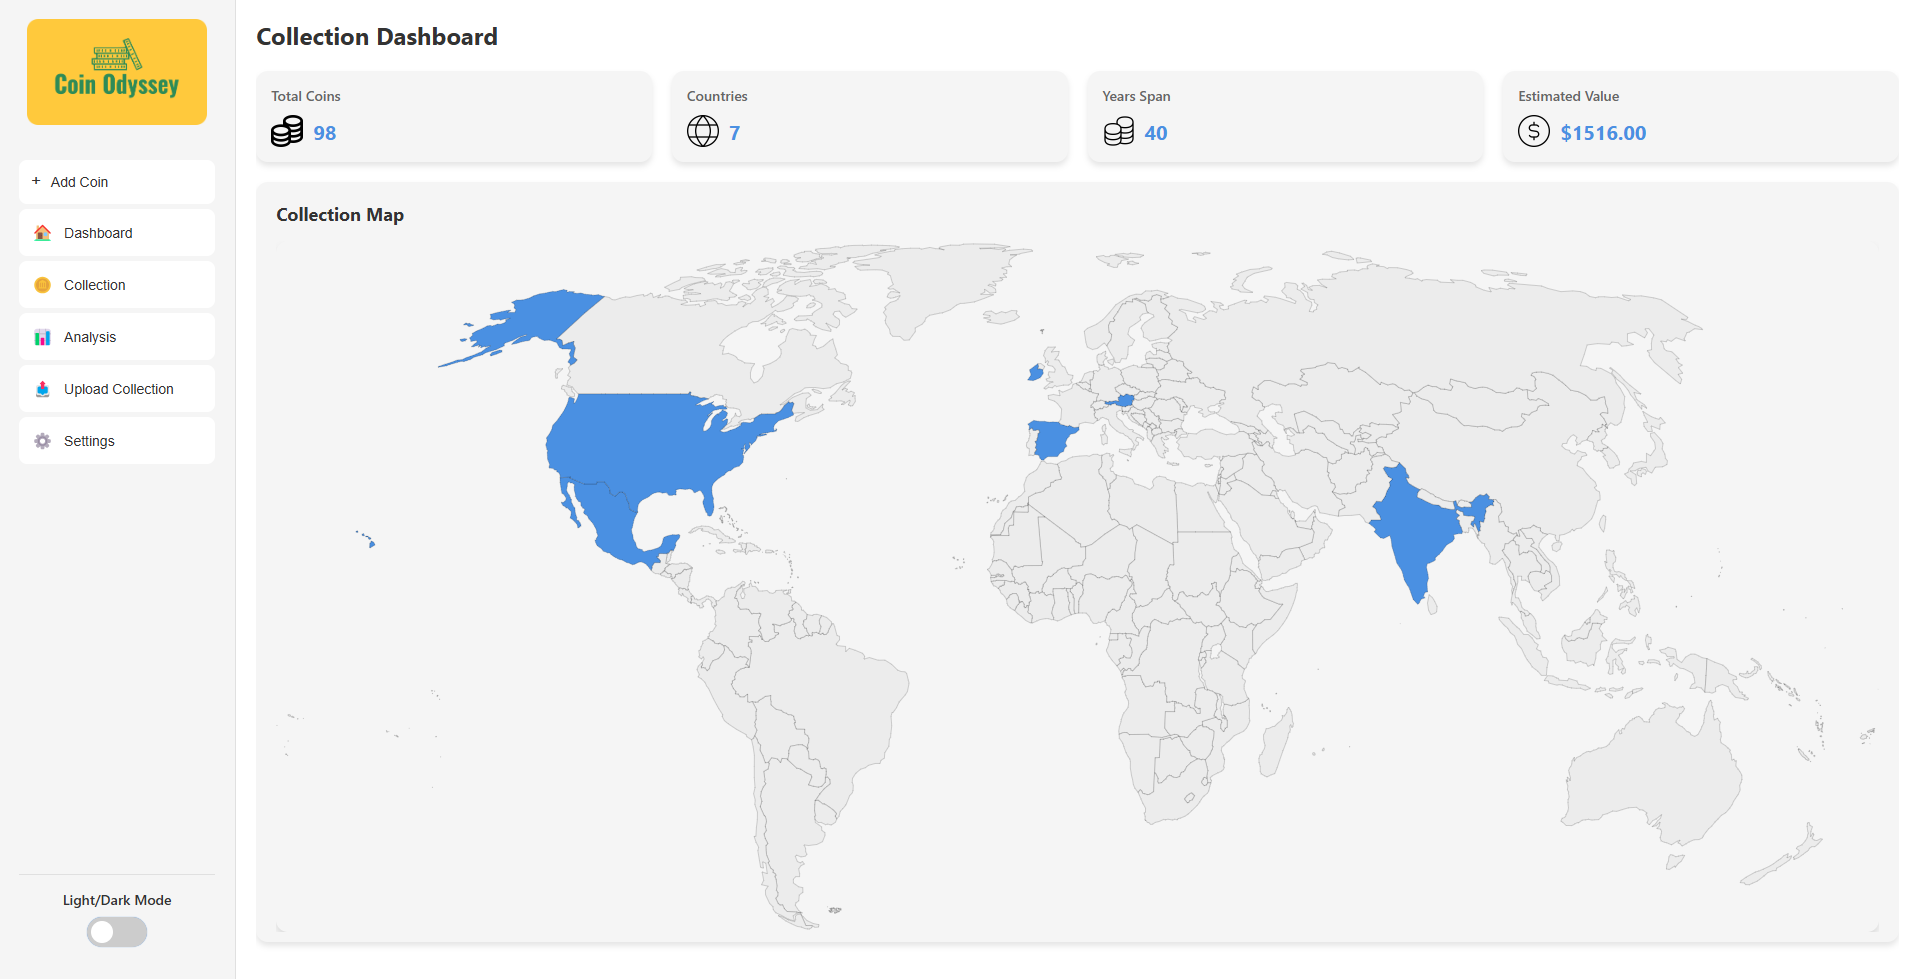 Coin Odyssey
+ Add Coin
Dashboard
Collection
Analysis
Upload Collection
Settings
Light/Dark Mode
Collection Dashboard
Total Coins
98
Countries
7
Years Span
40
Estimated Value
$1516.00
Collection Map